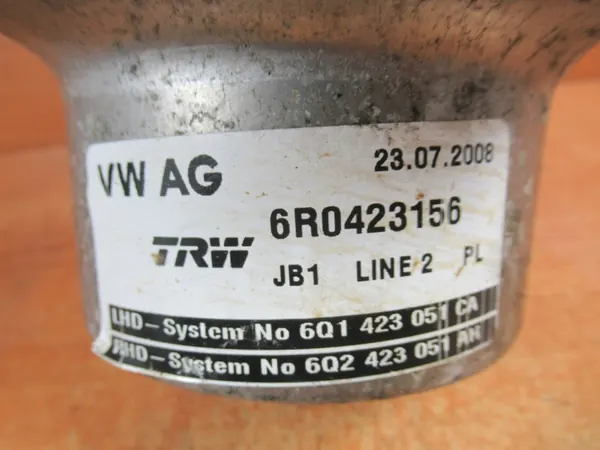 VW AG 23.07.2008
6R0423156
TRW JB1 LINE 2 PL
LHD-System No 6Q1 423 051 CA
RHD-System No 6Q2 423 051 AH